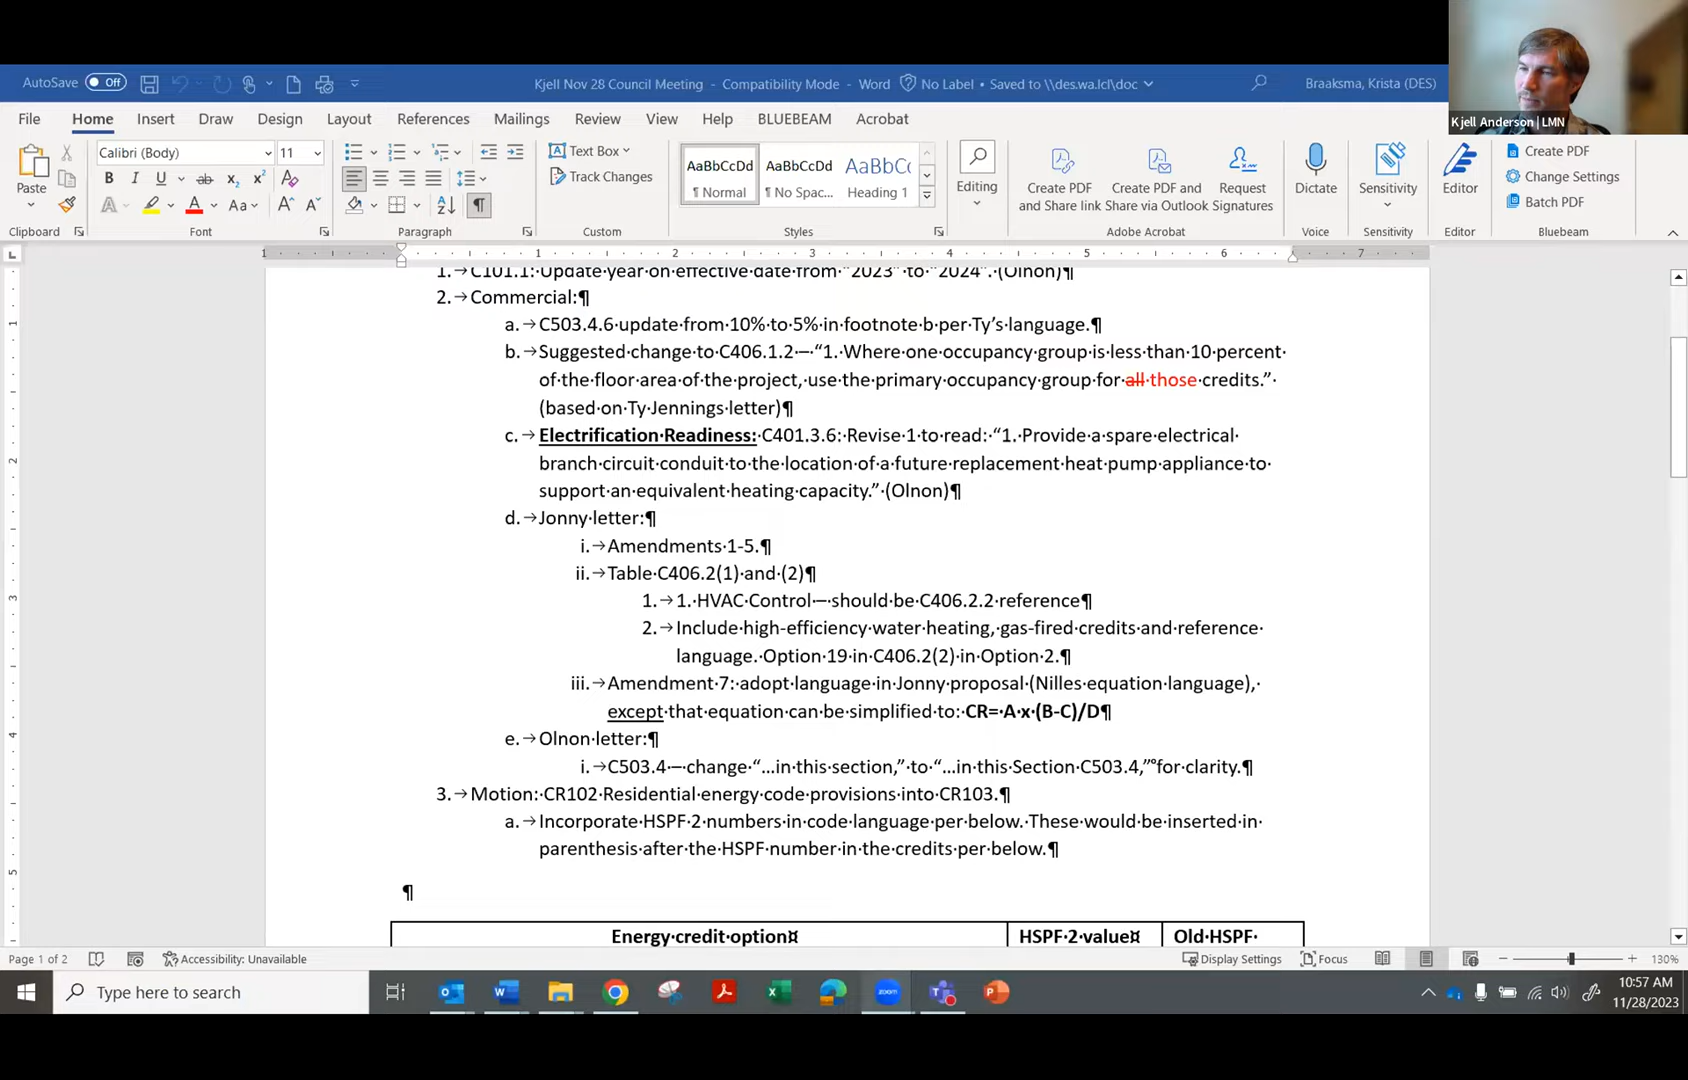 AutoSave Off
Kjell Nov 28 Council Meeting - Compatibility Mode - Word No Label • Saved to \\des.wa.lcl\doc
Braaksma, Krista (DES)
Kjell Anderson | LMN
File Home Insert Draw Design Layout References Mailings Review View Help BLUEBEAM Acrobat
Calibri (Body) 11
Paste
Text Box
Track Changes
AaBbCcDd AaBbCcDd AaBbC(
¶ Normal ¶ No Spac... Heading 1
Editing
Create PDF and Share link
Create PDF and Share via Outlook
Request Signatures
Dictate
Sensitivity
Editor
Create PDF
Change Settings
Batch PDF
Clipboard Font Paragraph Custom Styles Adobe Acrobat Voice Sensitivity Editor Bluebeam
1 1 2 3 4 5 6 7
1. C101.1: Update year on effective date from "2023" to "2024". (Olnon)¶
2. Commercial:¶
a. C503.4.6 update from 10% to 5% in footnote b per Ty's language.¶
b. Suggested change to C406.1.2 – "1. Where one occupancy group is less than 10 percent
of the floor area of the project, use the primary occupancy group for all those credits."
(based on Ty Jennings letter)¶
c. Electrification Readiness: C401.3.6: Revise 1 to read: "1. Provide a spare electrical
branch circuit conduit to the location of a future replacement heat pump appliance to
support an equivalent heating capacity." (Olnon)¶
d. Jonny letter:¶
i. Amendments 1-5.¶
ii. Table C406.2(1) and (2)¶
1. 1. HVAC Control – should be C406.2.2 reference¶
2. Include high-efficiency water heating, gas-fired credits and reference
language. Option 19 in C406.2(2) in Option 2.¶
iii. Amendment 7: adopt language in Jonny proposal (Nilles equation language),
except that equation can be simplified to: CR= A x (B-C)/D¶
e. Olnon letter:¶
i. C503.4 – change "...in this section," to "...in this Section C503.4," for clarity.¶
3. Motion: CR102 Residential energy code provisions into CR103.¶
a. Incorporate HSPF 2 numbers in code language per below. These would be inserted in
parenthesis after the HSPF number in the credits per below.¶
¶
Energy credit option¤ HSPF 2 value¤ Old HSPF
1
2
3
4
5
Page 1 of 2 Accessibility: Unavailable Display Settings Focus 130%
Type here to search
zoom
10:57 AM
11/28/2023